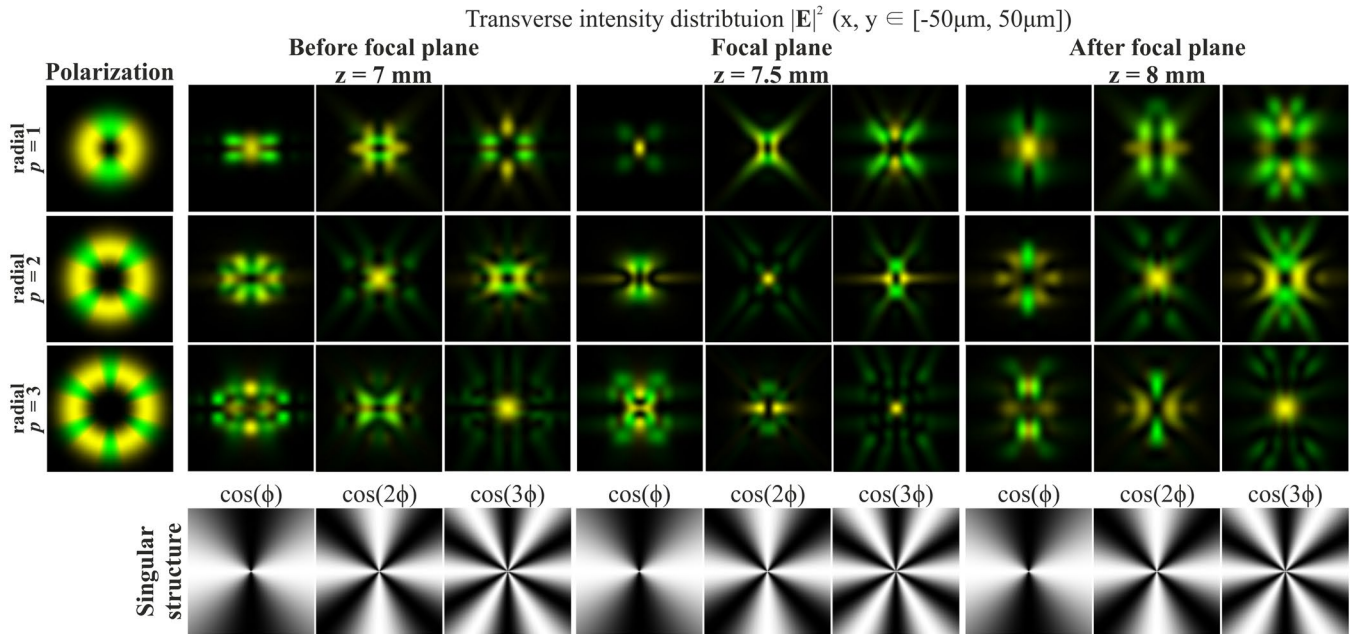 Transverse intensity distribtuion |E|² (x, y ∈ [-50μm, 50μm])
Before focal plane
z = 7 mm
Focal plane
z = 7.5 mm
After focal plane
z = 8 mm
Polarization
radial
p = 1
radial
p = 2
radial
p = 3
cos(ϕ) cos(2ϕ) cos(3ϕ) cos(ϕ) cos(2ϕ) cos(3ϕ) cos(ϕ) cos(2ϕ) cos(3ϕ)
Singular
structure